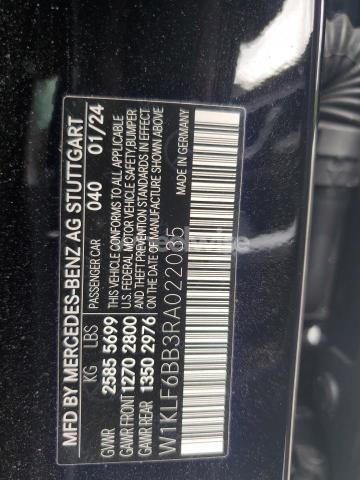 MFD BY MERCEDES-BENZ AG STUTTGART
PASSENGER CAR 040 01/24
KG LBS
GVWR 2585 5699
GAWR FRONT 1270 2800
GAWR REAR 1350 2976
THIS VEHICLE CONFORMS TO ALL APPLICABLE
U.S. FEDERAL MOTOR VEHICLE SAFETY, BUMPER
AND THEFT PREVENTION STANDARDS IN EFFECT
ON THE DATE OF MANUFACTURE SHOWN ABOVE
MADE IN GERMANY
W1KLF6BB3RA022035